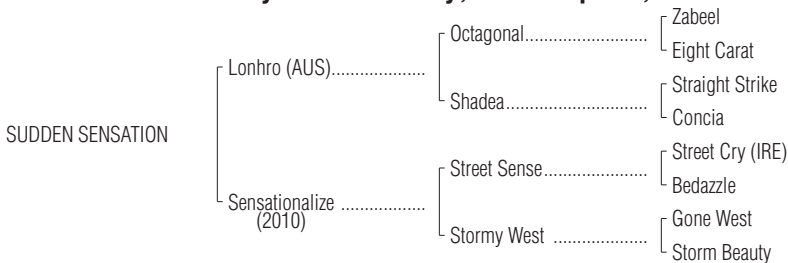 Zabeel
Octagonal....................
Eight Carat
Lonhro (AUS)....................
Straight Strike
Shadea............................
Concia
SUDDEN SENSATION
Street Cry (IRE)
Street Sense....................
Bedazzle
Sensationalize ..................
(2010)
Gone West
Stormy West ....................
Storm Beauty